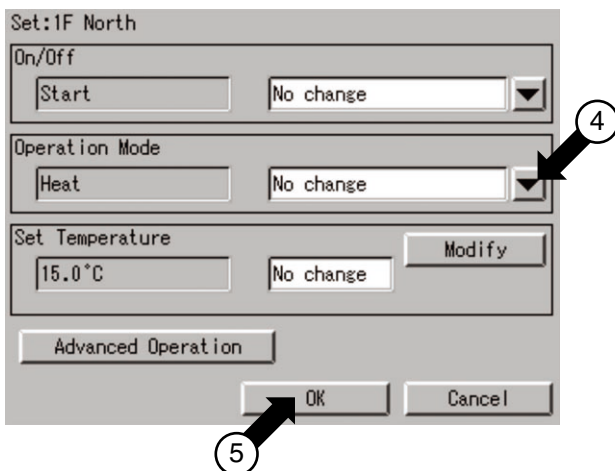 Set:1F North
On/Off
Start No change
4
Operation Mode
Heat No change
Set Temperature
Modify
15.0°C No change
Advanced Operation
OK Cancel
5